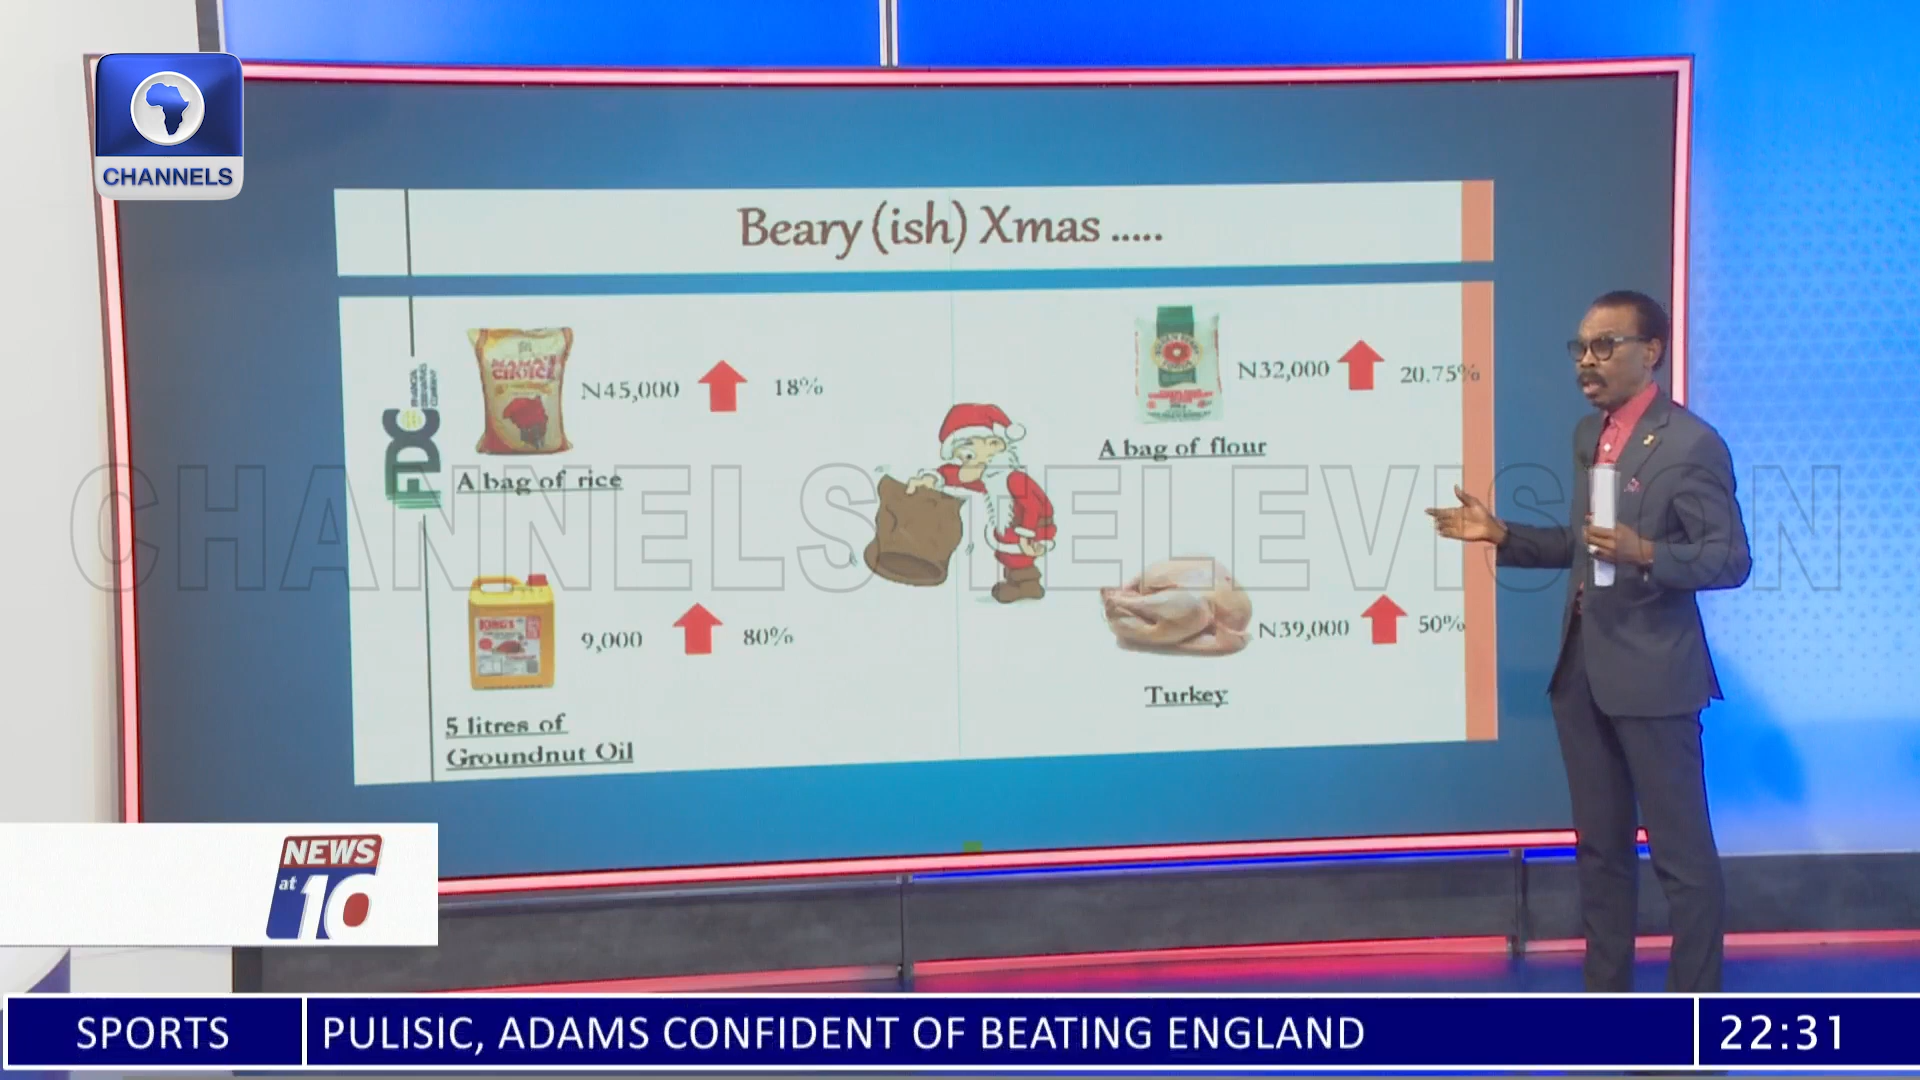 CHANNELS
Beary (ish) Xmas .....
FDC
N45,000
18%
A bag of rice
N32,000
20.75%
A bag of flour
9,000
80%
5 litres of
Groundnut Oil
N39,000
50%
Turkey
MAMA'S
CHOICE
CHANNELS TELEVISION
NEWS
at
10
SPORTS
PULISIC, ADAMS CONFIDENT OF BEATING ENGLAND
22:31